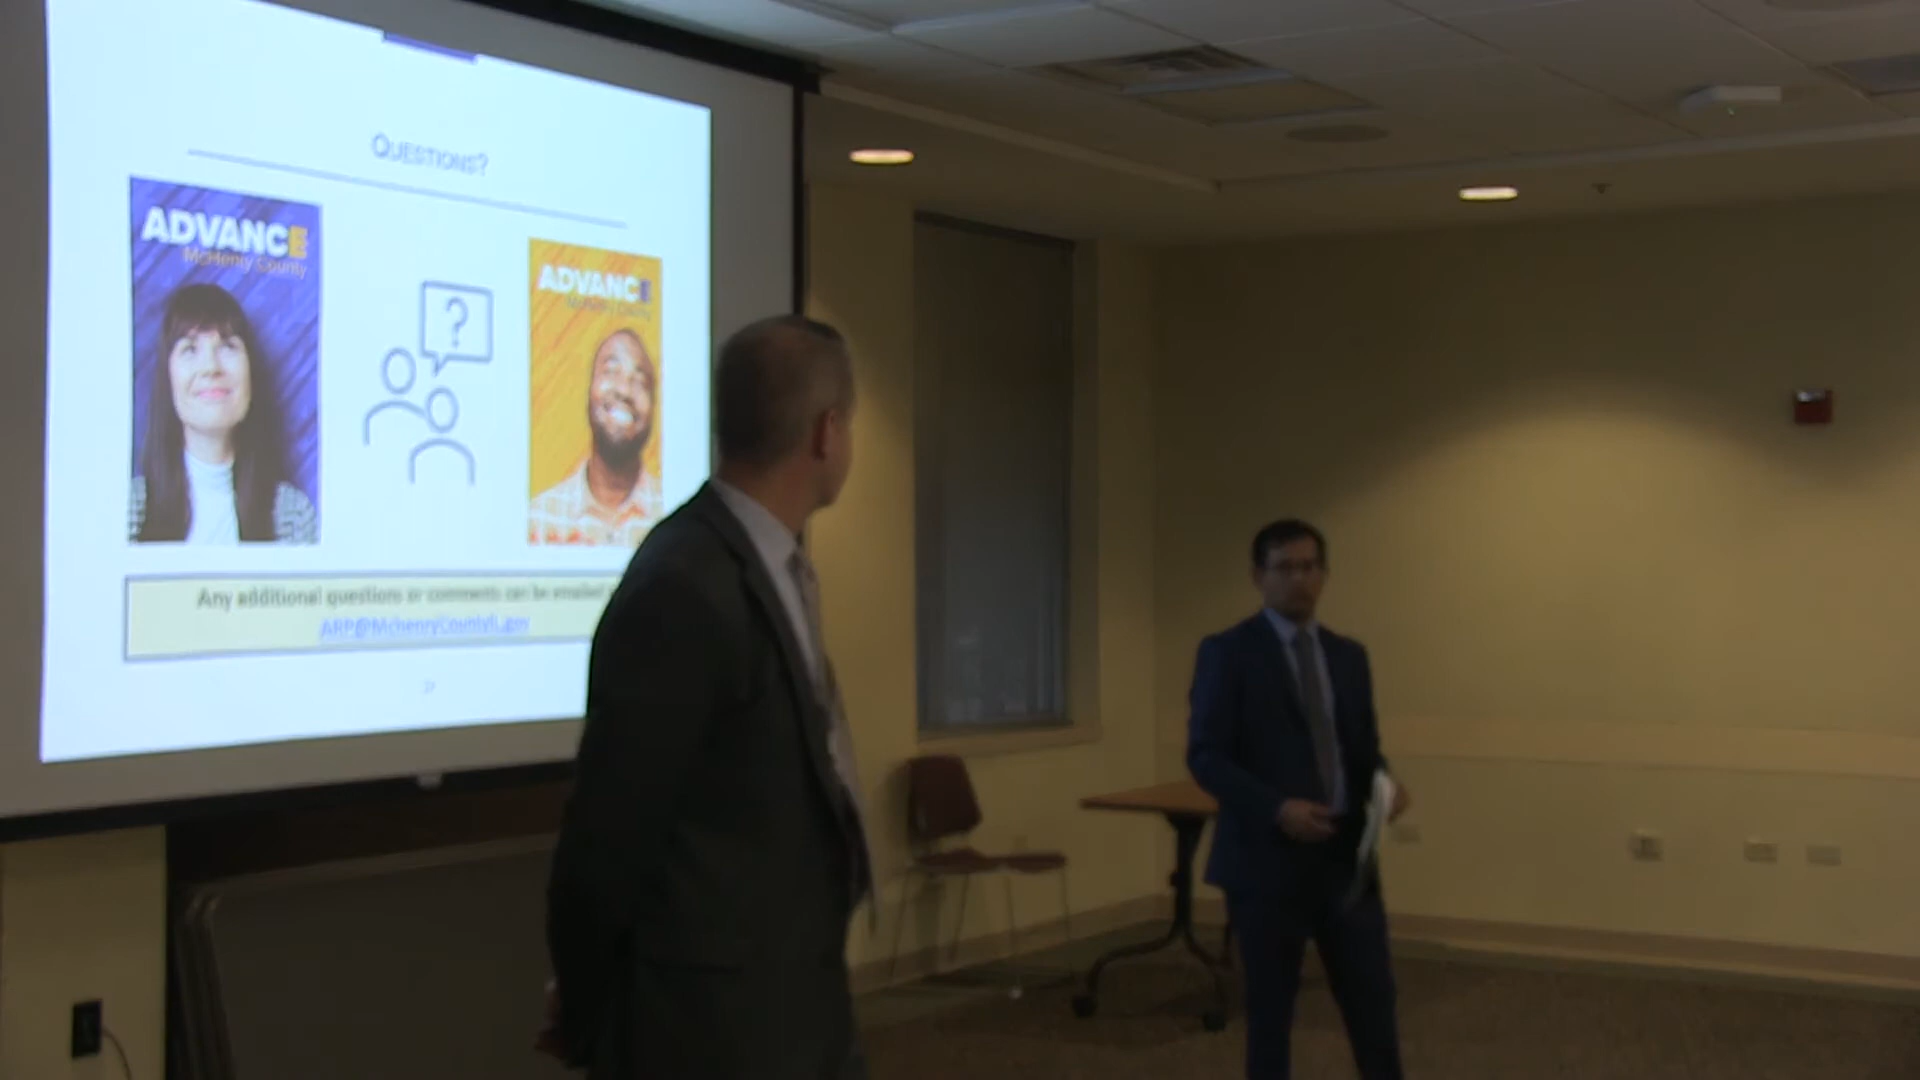 QUESTIONS?
ADVANCE
McHenry County
ADVANCE
McHenry County
?
Any additional questions or comments can be emailed
ARP@McHenryCountyIL.gov